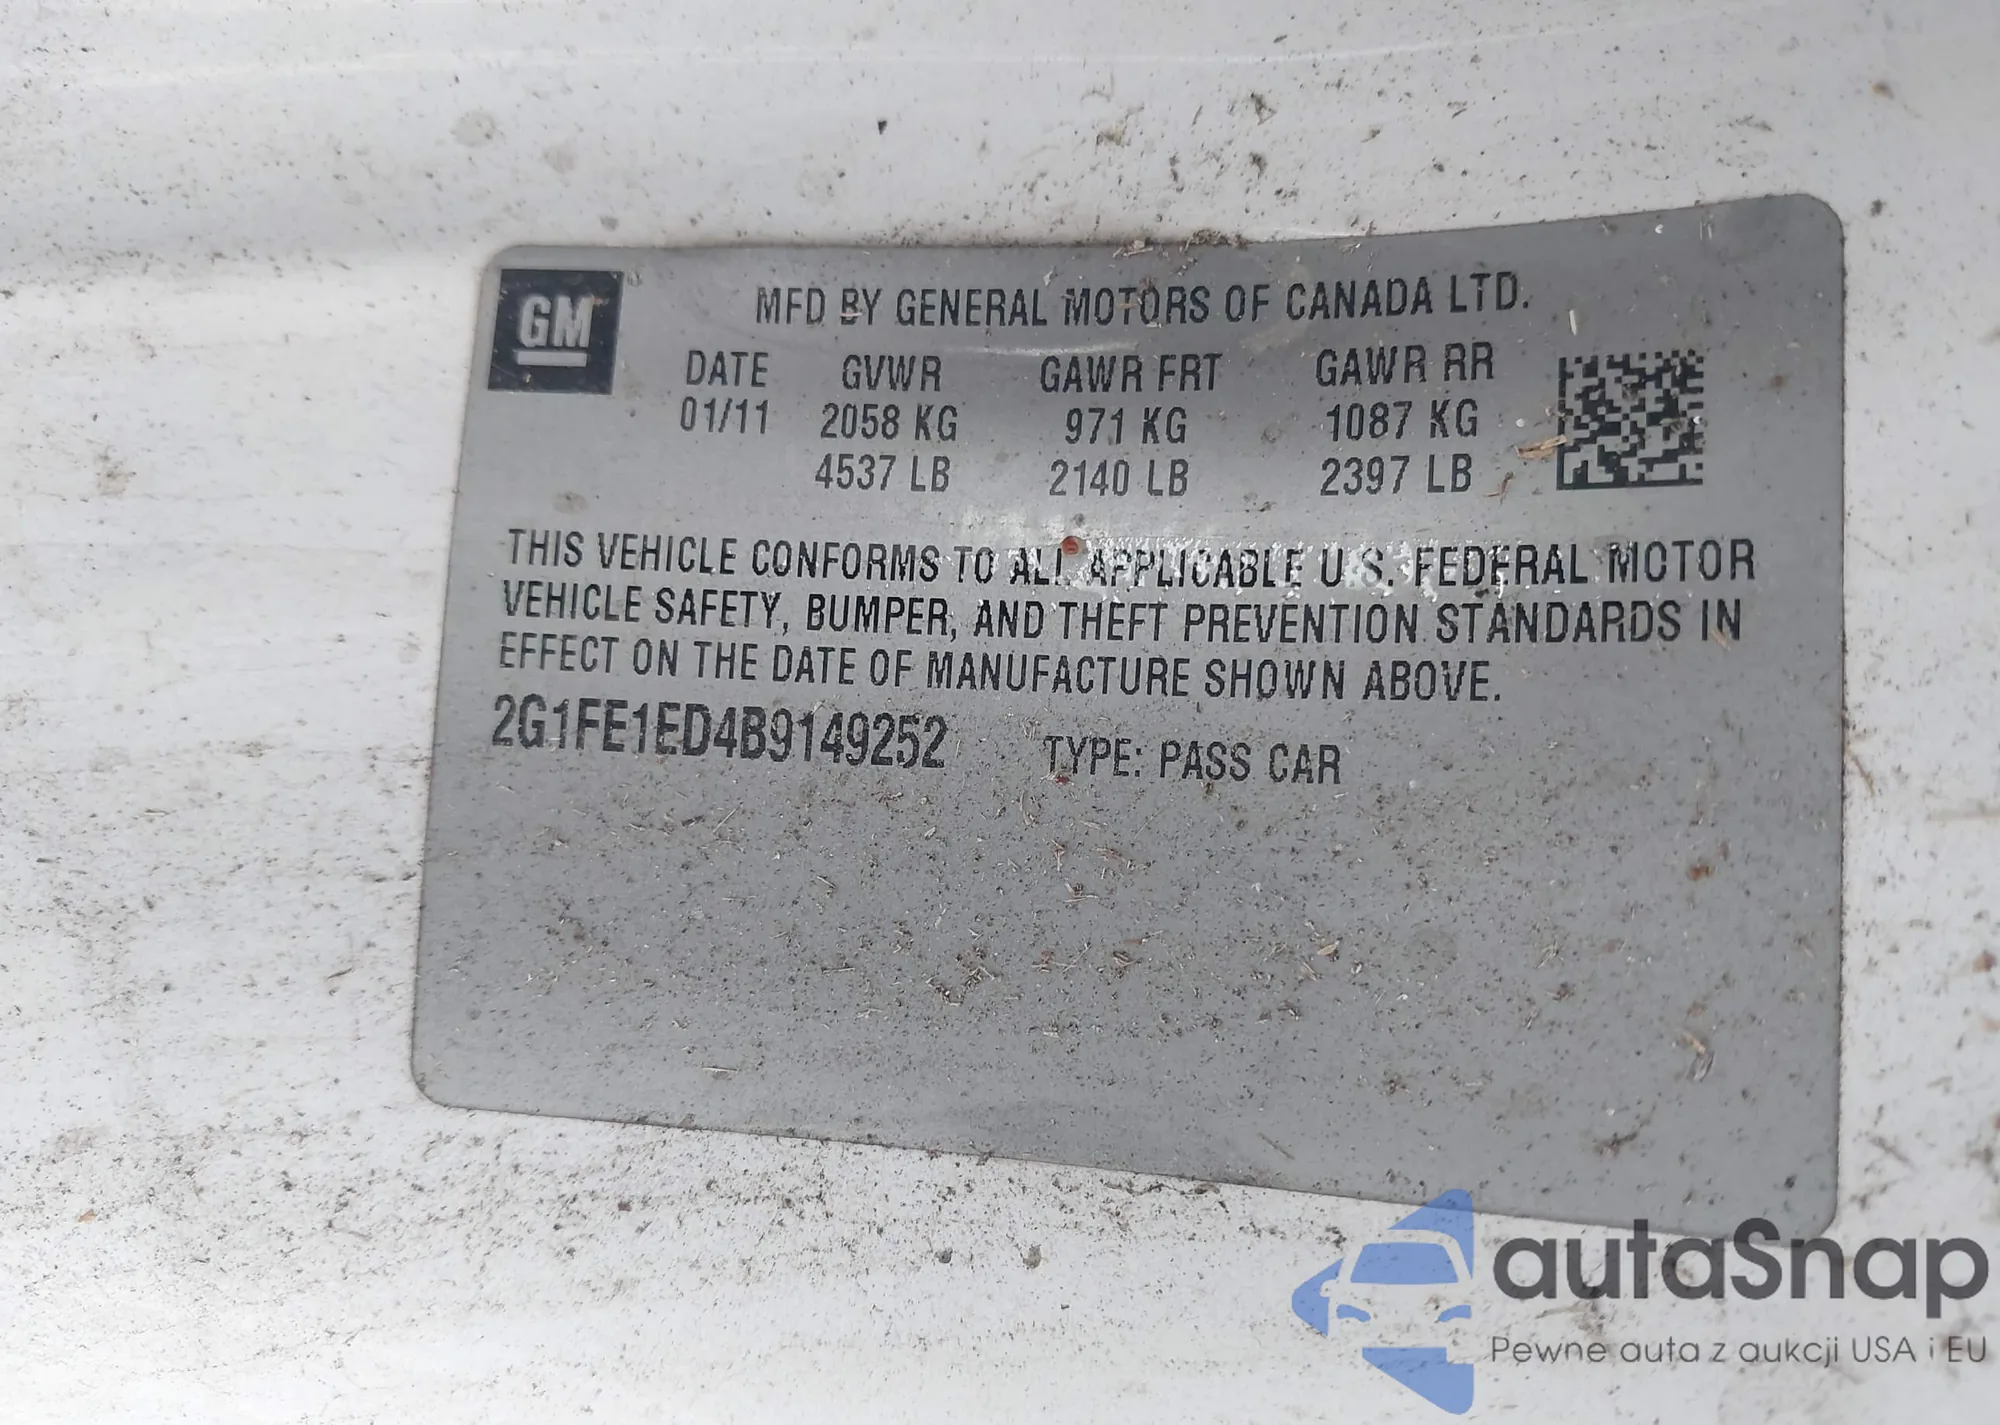 GM
MFD BY GENERAL MOTORS OF CANADA LTD.
DATE GVWR GAWR FRT GAWR RR
01/11 2058 KG 971 KG 1087 KG
4537 LB 2140 LB 2397 LB
THIS VEHICLE CONFORMS TO ALL APPLICABLE U.S. FEDERAL MOTOR
VEHICLE SAFETY, BUMPER, AND THEFT PREVENTION STANDARDS IN
EFFECT ON THE DATE OF MANUFACTURE SHOWN ABOVE.
2G1FE1ED4B9149252 TYPE: PASS CAR
autaSnap
Pewne auta z aukcji USA i EU